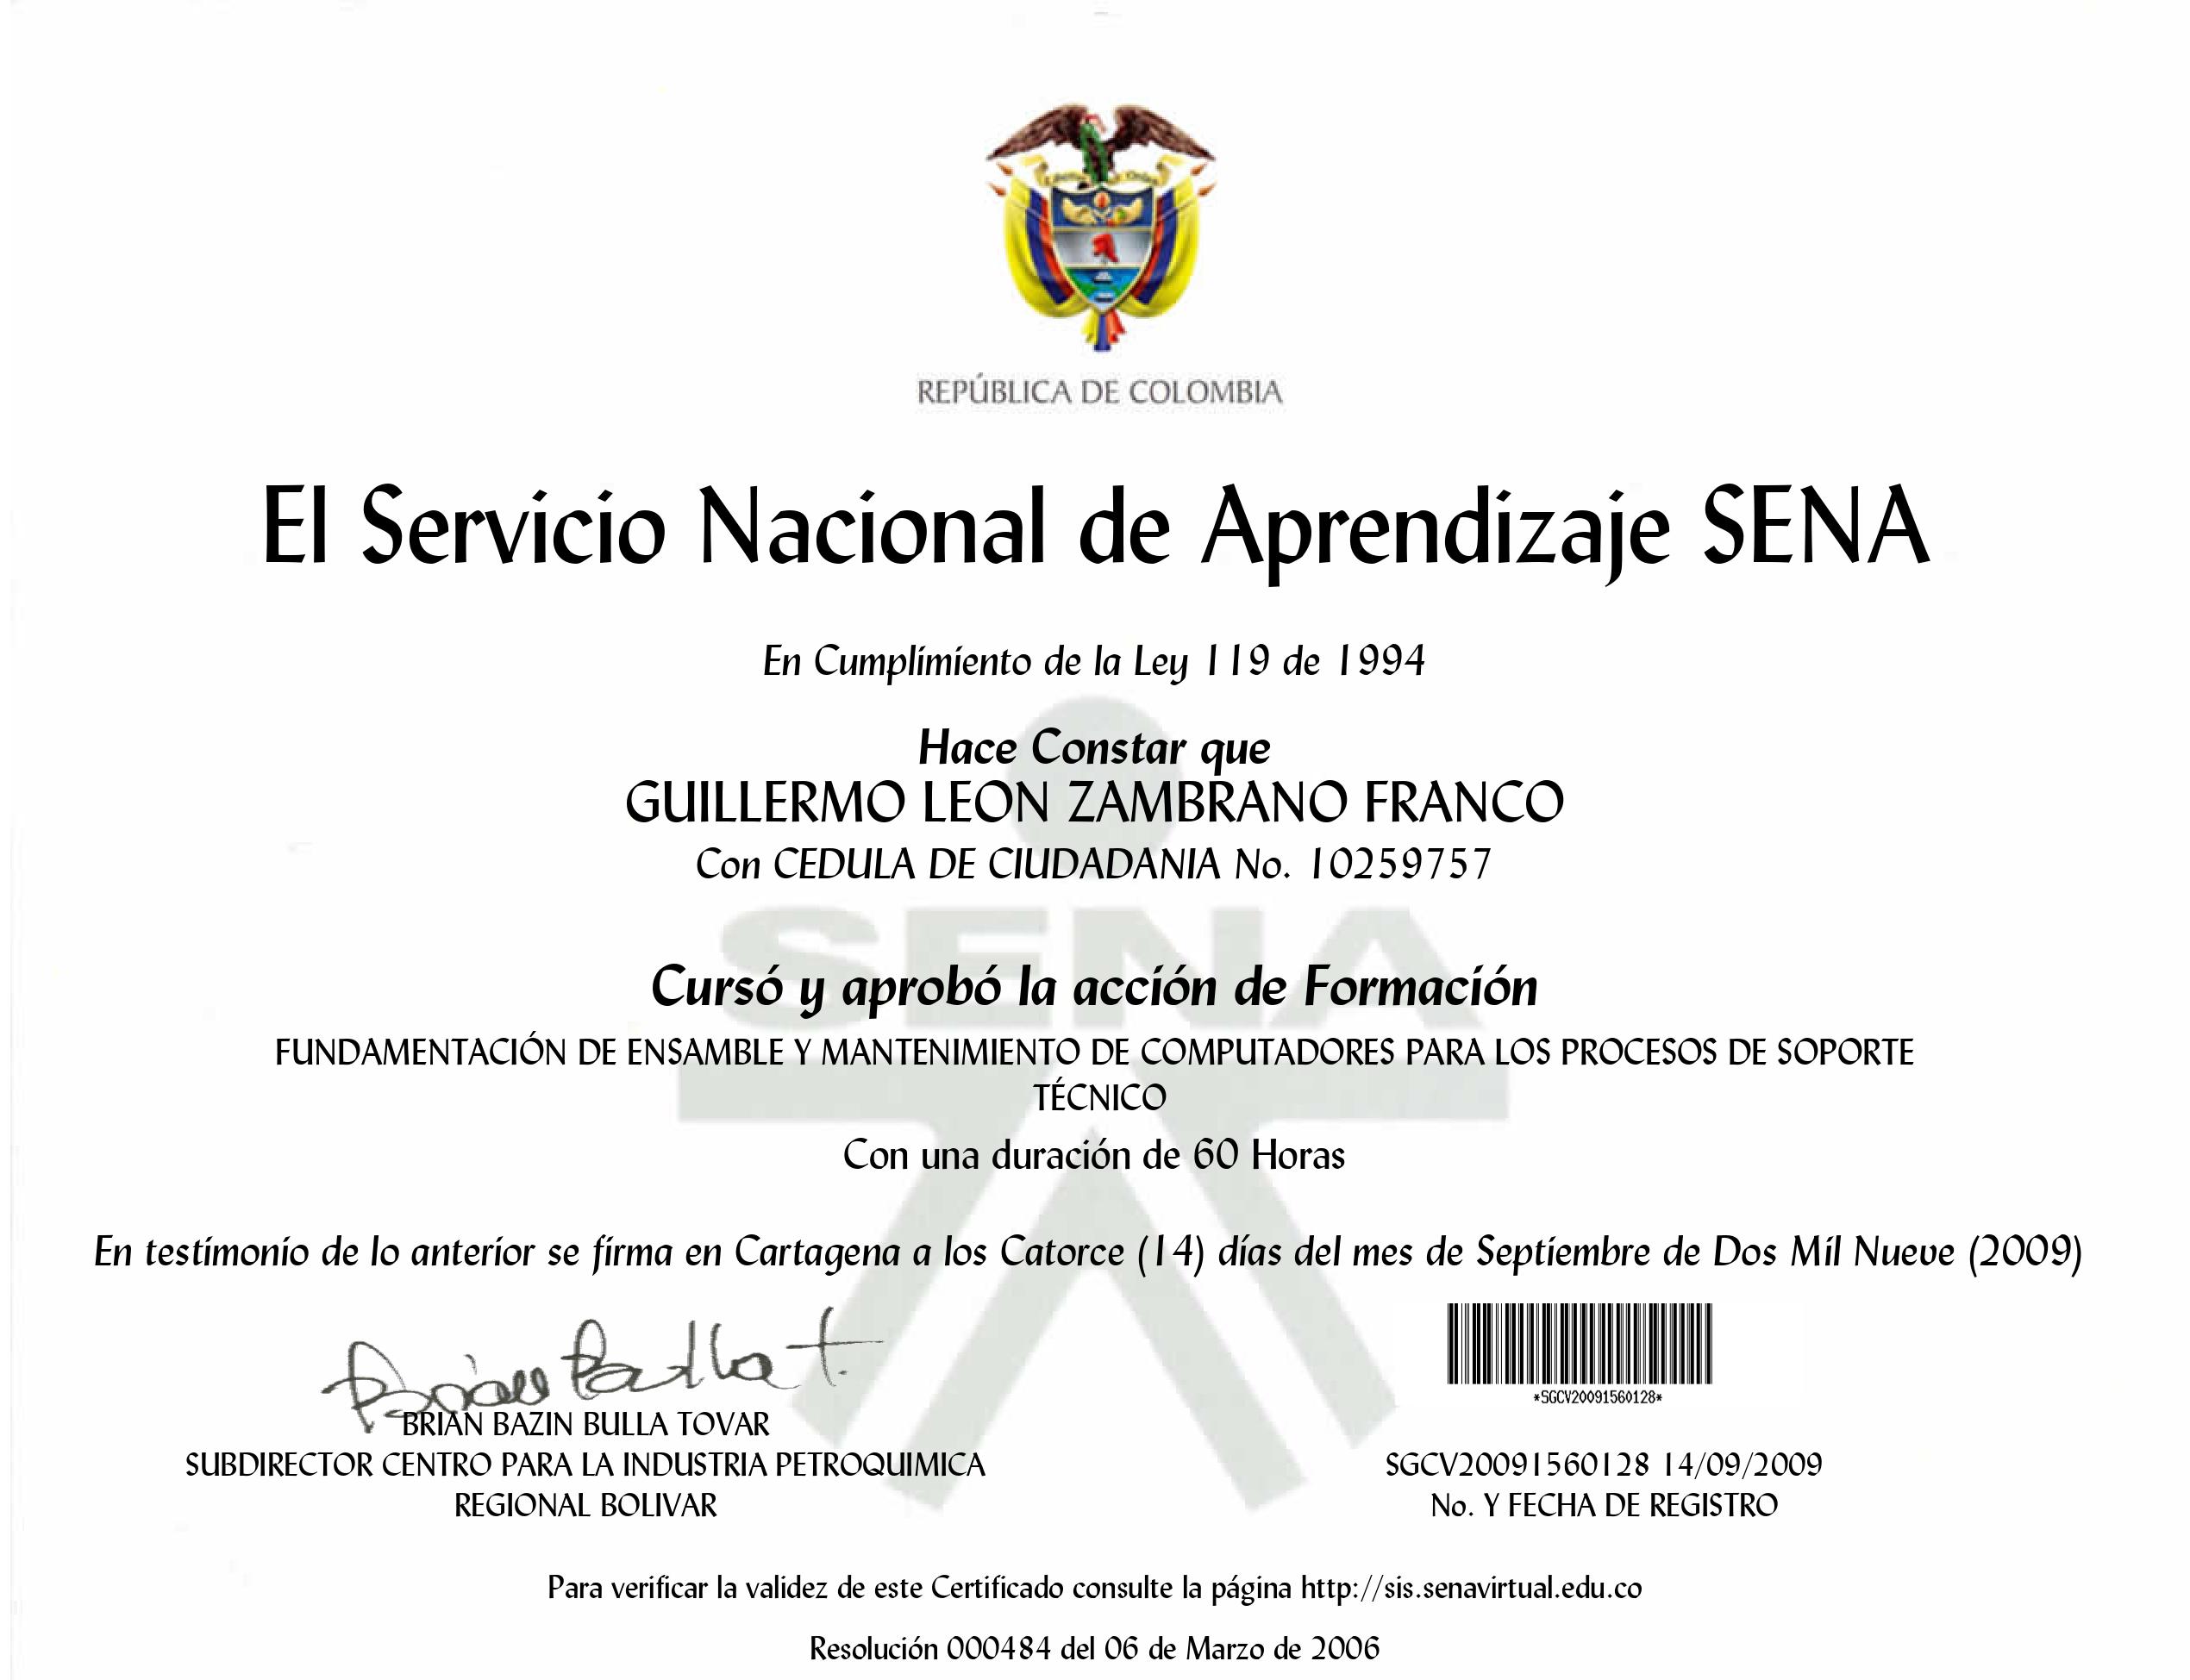 REPÚBLICA DE COLOMBIA
El Servicio Nacional de Aprendizaje SENA
En Cumplimiento de la Ley 119 de 1994
Hace Constar que
GUILLERMO LEON ZAMBRANO FRANCO
Con CEDULA DE CIUDADANIA No. 10259757
SENA
Cursó y aprobó la acción de Formación
FUNDAMENTACIÓN DE ENSAMBLE Y MANTENIMIENTO DE COMPUTADORES PARA LOS PROCESOS DE SOPORTE
TÉCNICO
Con una duración de 60 Horas
En testimonio de lo anterior se firma en Cartagena a los Catorce (14) días del mes de Septiembre de Dos Mil Nueve (2009)
Brian Bulla T.
*SGCV20091560128*
BRIAN BAZIN BULLA TOVAR
SUBDIRECTOR CENTRO PARA LA INDUSTRIA PETROQUIMICA
REGIONAL BOLIVAR
SGCV20091560128 14/09/2009
No. Y FECHA DE REGISTRO
Para verificar la validez de este Certificado consulte la página http://sis.senavirtual.edu.co
Resolución 000484 del 06 de Marzo de 2006